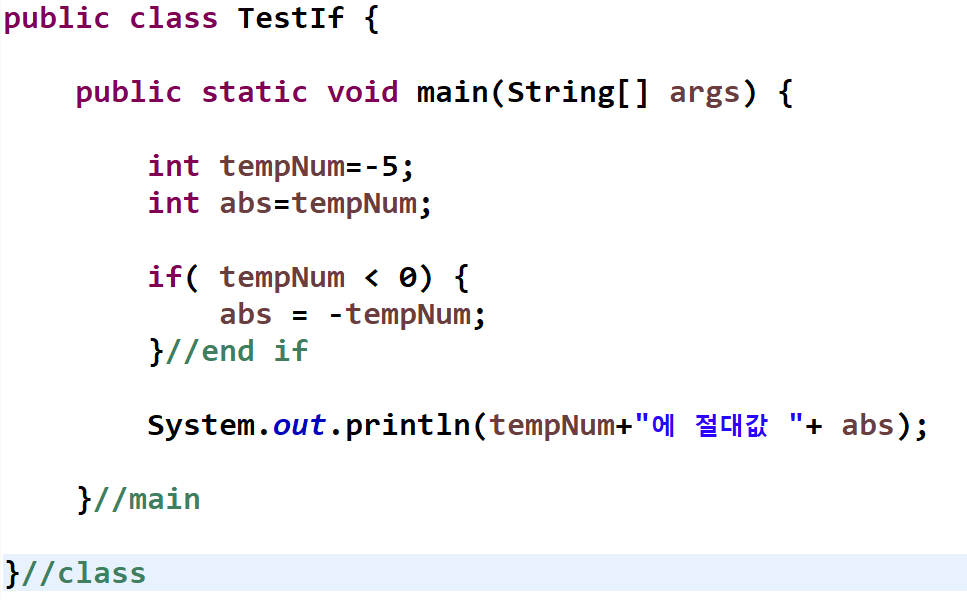 public class TestIf {
public static void main(String[] args) {
int tempNum=-5;
int abs=tempNum;
if( tempNum < 0) {
abs = -tempNum;
}//end if
System.out.println(tempNum+"에 절대값 "+ abs);
}//main
}//class